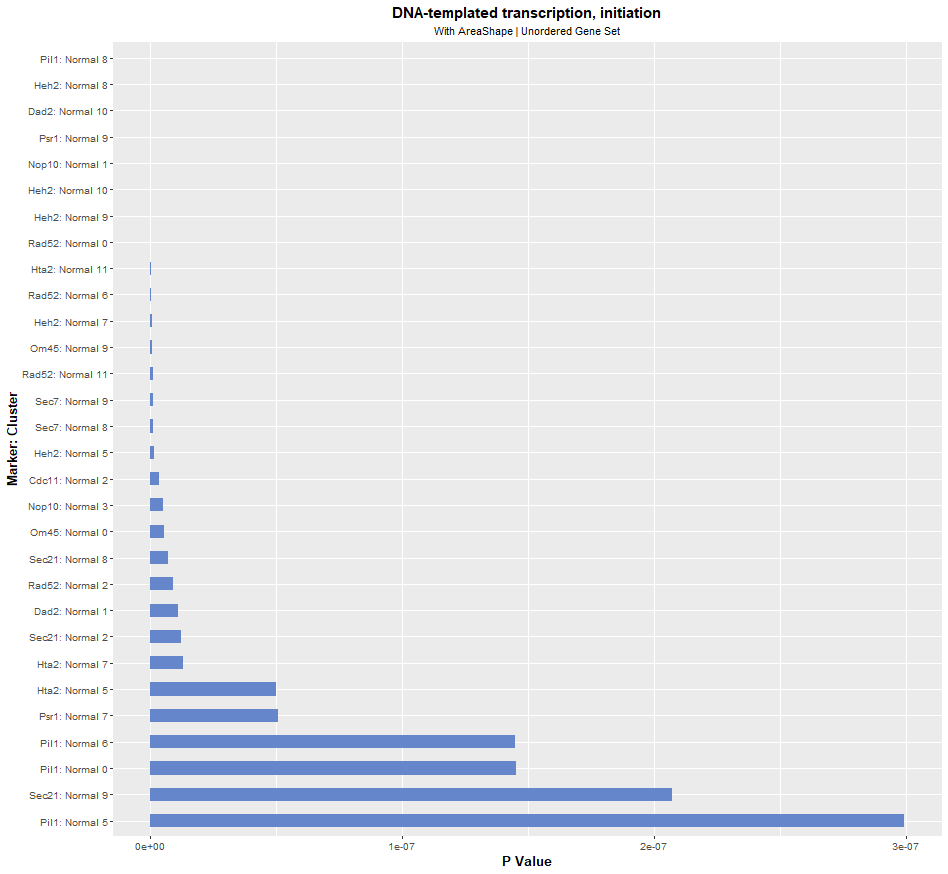 DNA-templated transcription, initiation
With AreaShape | Unordered Gene Set
Marker: Cluster
Pil1: Normal 8
Heh2: Normal 8
Dad2: Normal 10
Psr1: Normal 9
Nop10: Normal 1
Heh2: Normal 10
Heh2: Normal 9
Rad52: Normal 0
Hta2: Normal 11
Rad52: Normal 6
Heh2: Normal 7
Om45: Normal 9
Rad52: Normal 11
Sec7: Normal 9
Sec7: Normal 8
Heh2: Normal 5
Cdc11: Normal 2
Nop10: Normal 3
Om45: Normal 0
Sec21: Normal 8
Rad52: Normal 2
Dad2: Normal 1
Sec21: Normal 2
Hta2: Normal 7
Hta2: Normal 5
Psr1: Normal 7
Pil1: Normal 6
Pil1: Normal 0
Sec21: Normal 9
Pil1: Normal 5
0e+00 1e-07 2e-07 3e-07
P Value